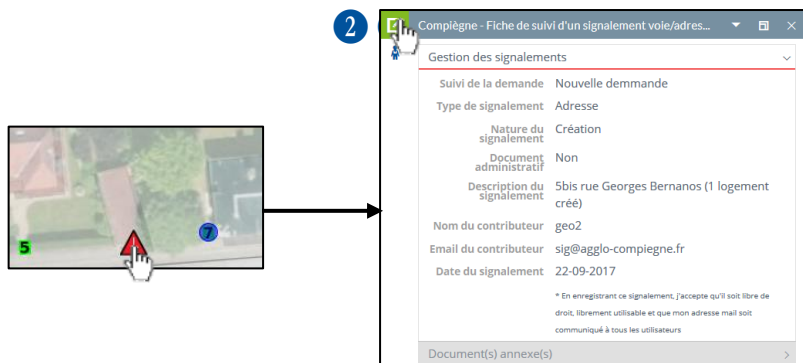 2
Compiègne - Fiche de suivi d'un signalement voie/adres...
Gestion des signalements
Suivi de la demande Nouvelle demmande
Type de signalement Adresse
Nature du signalement Création
Document administratif Non
Description du signalement 5bis rue Georges Bernanos (1 logement
créé)
Nom du contributeur geo2
Email du contributeur sig@agglo-compiegne.fr
Date du signalement 22-09-2017
* En enregistrant ce signalement, j'accepte qu'il soit libre de
droit, librement utilisable et que mon adresse mail soit
communiqué à tous les utilisateurs
Document(s) annexe(s)
5
7